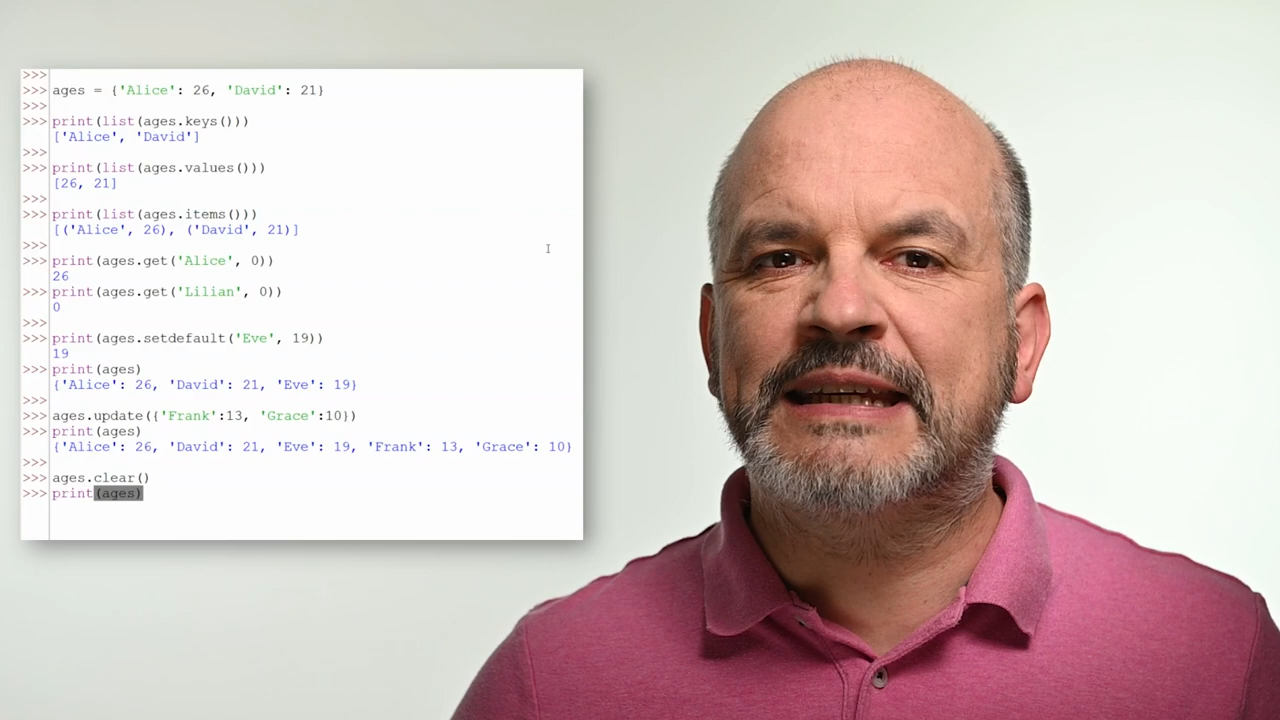 >>>
>>> ages = {'Alice': 26, 'David': 21}
>>>
>>> print(list(ages.keys()))
['Alice', 'David']
>>>
>>> print(list(ages.values()))
[26, 21]
>>>
>>> print(list(ages.items()))
[('Alice', 26), ('David', 21)]
>>>
>>> print(ages.get('Alice', 0))
26
>>> print(ages.get('Lilian', 0))
0
>>>
>>> print(ages.setdefault('Eve', 19))
19
>>> print(ages)
{'Alice': 26, 'David': 21, 'Eve': 19}
>>>
>>> ages.update({'Frank':13, 'Grace':10})
>>> print(ages)
{'Alice': 26, 'David': 21, 'Eve': 19, 'Frank': 13, 'Grace': 10}
>>>
>>> ages.clear()
>>> print(ages)